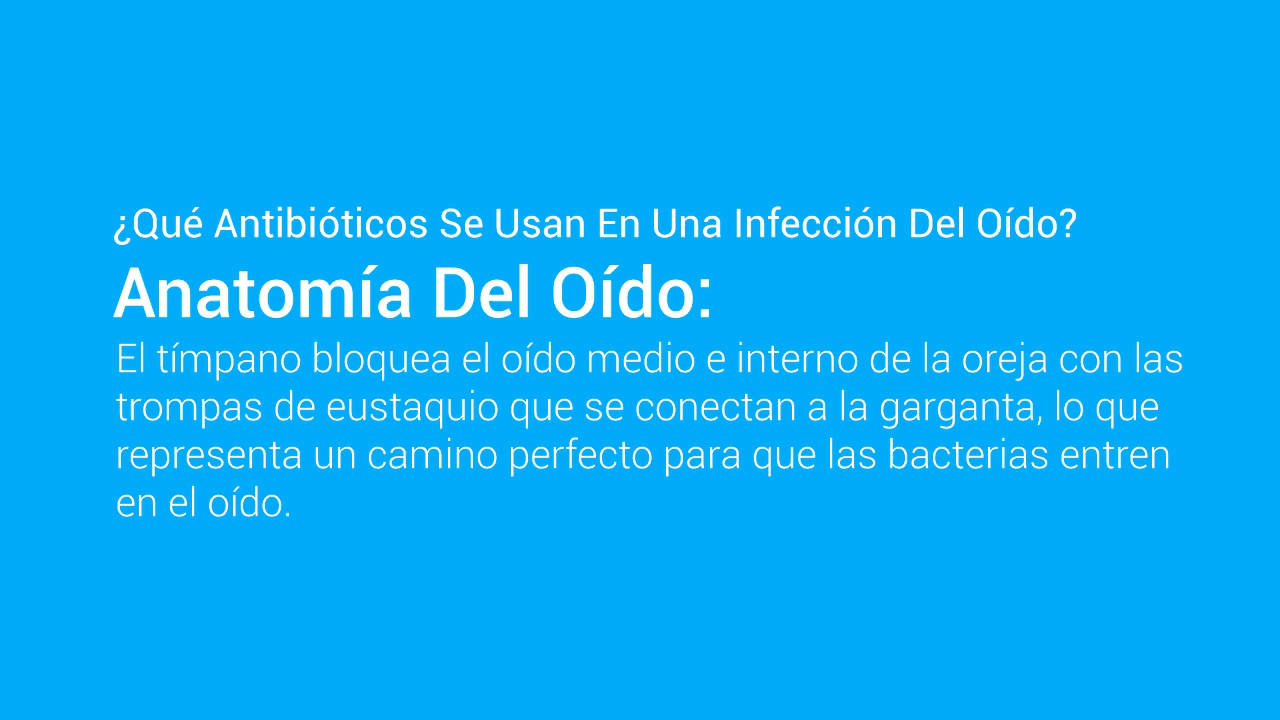 ¿Qué Antibióticos Se Usan En Una Infección Del Oído?
Anatomía Del Oído:
El tímpano bloquea el oído medio e interno de la oreja con las
trompas de eustaquio que se conectan a la garganta, lo que
representa un camino perfecto para que las bacterias entren
en el oído.